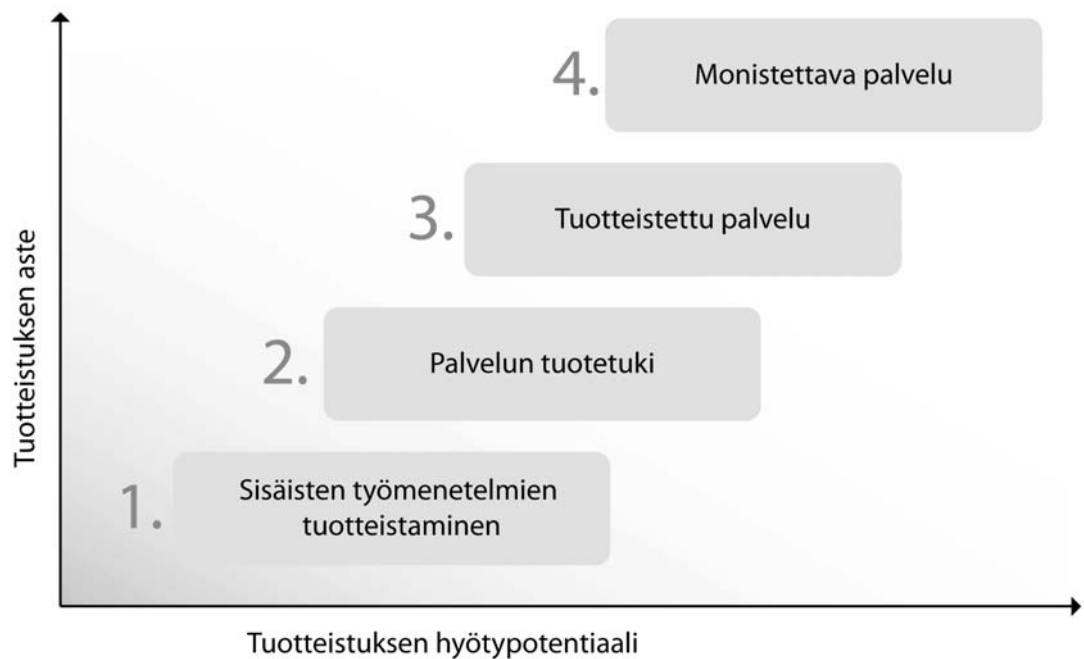 4.
Monistettava palvelu
3.
Tuotteistettu palvelu
2.
Palvelun tuotetuki
1.
Sisäisten työmenetelmien
tuotteistaminen
Tuotteistuksen aste
Tuotteistuksen hyötypotentiaali